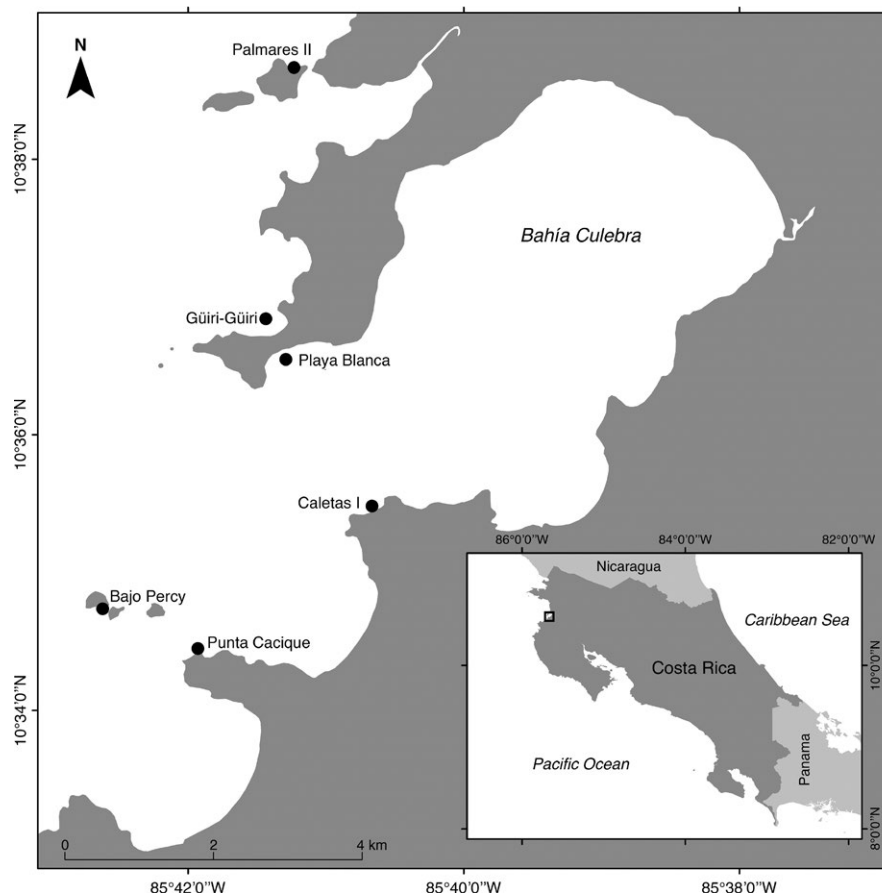 N
Palmares II
10°38'0''N
Bahía Culebra
Güiri-Güiri
Playa Blanca
10°36'0''N
Caletas I
Bajo Percy
Punta Cacique
10°34'0''N
0 2 4 km
85°42'0'W
85°40'0'W
85°38'0'W
86°0'0''W
84°0'0''W
82°0'0''W
Nicaragua
Caribbean Sea
Costa Rica
10°0'0''N
Pacific Ocean
Panama
8°0'0''N